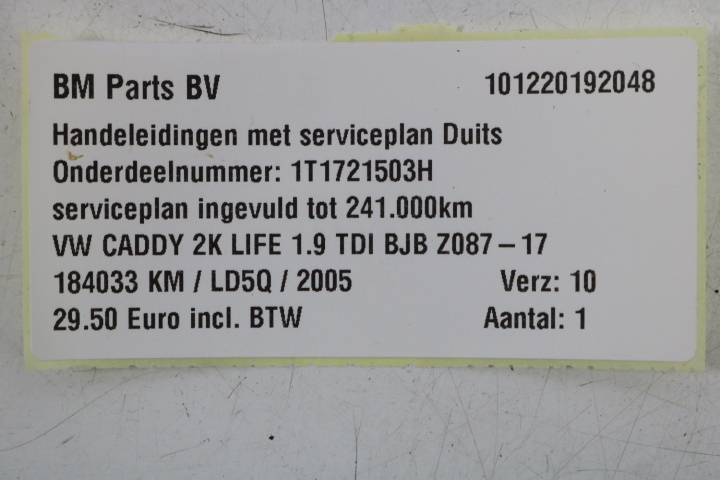 BM Parts BV 101220192048
Handeleidingen met serviceplan Duits
Onderdeelnummer: 1T1721503H
serviceplan ingevuld tot 241.000km
VW CADDY 2K LIFE 1.9 TDI BJB Z087 – 17
184033 KM / LD5Q / 2005 Verz: 10
29.50 Euro incl. BTW Aantal: 1